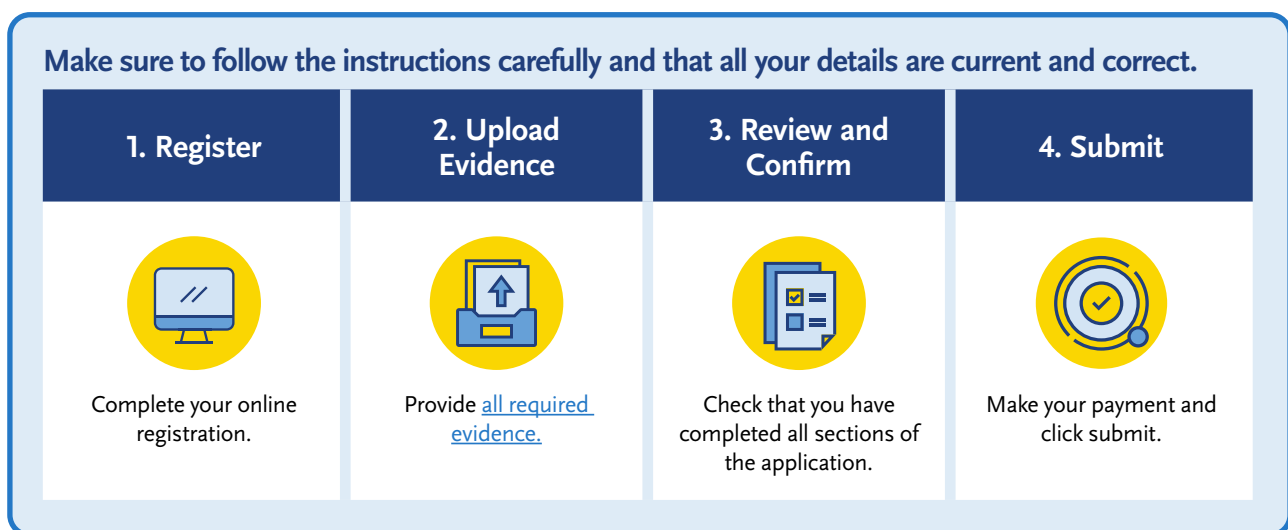 Make sure to follow the instructions carefully and that all your details are current and correct.
1. Register
2. Upload
Evidence
3. Review and
Confirm
4. Submit
Complete your online
registration.
Provide all required
evidence.
Check that you have
completed all sections of
the application.
Make your payment and
click submit.